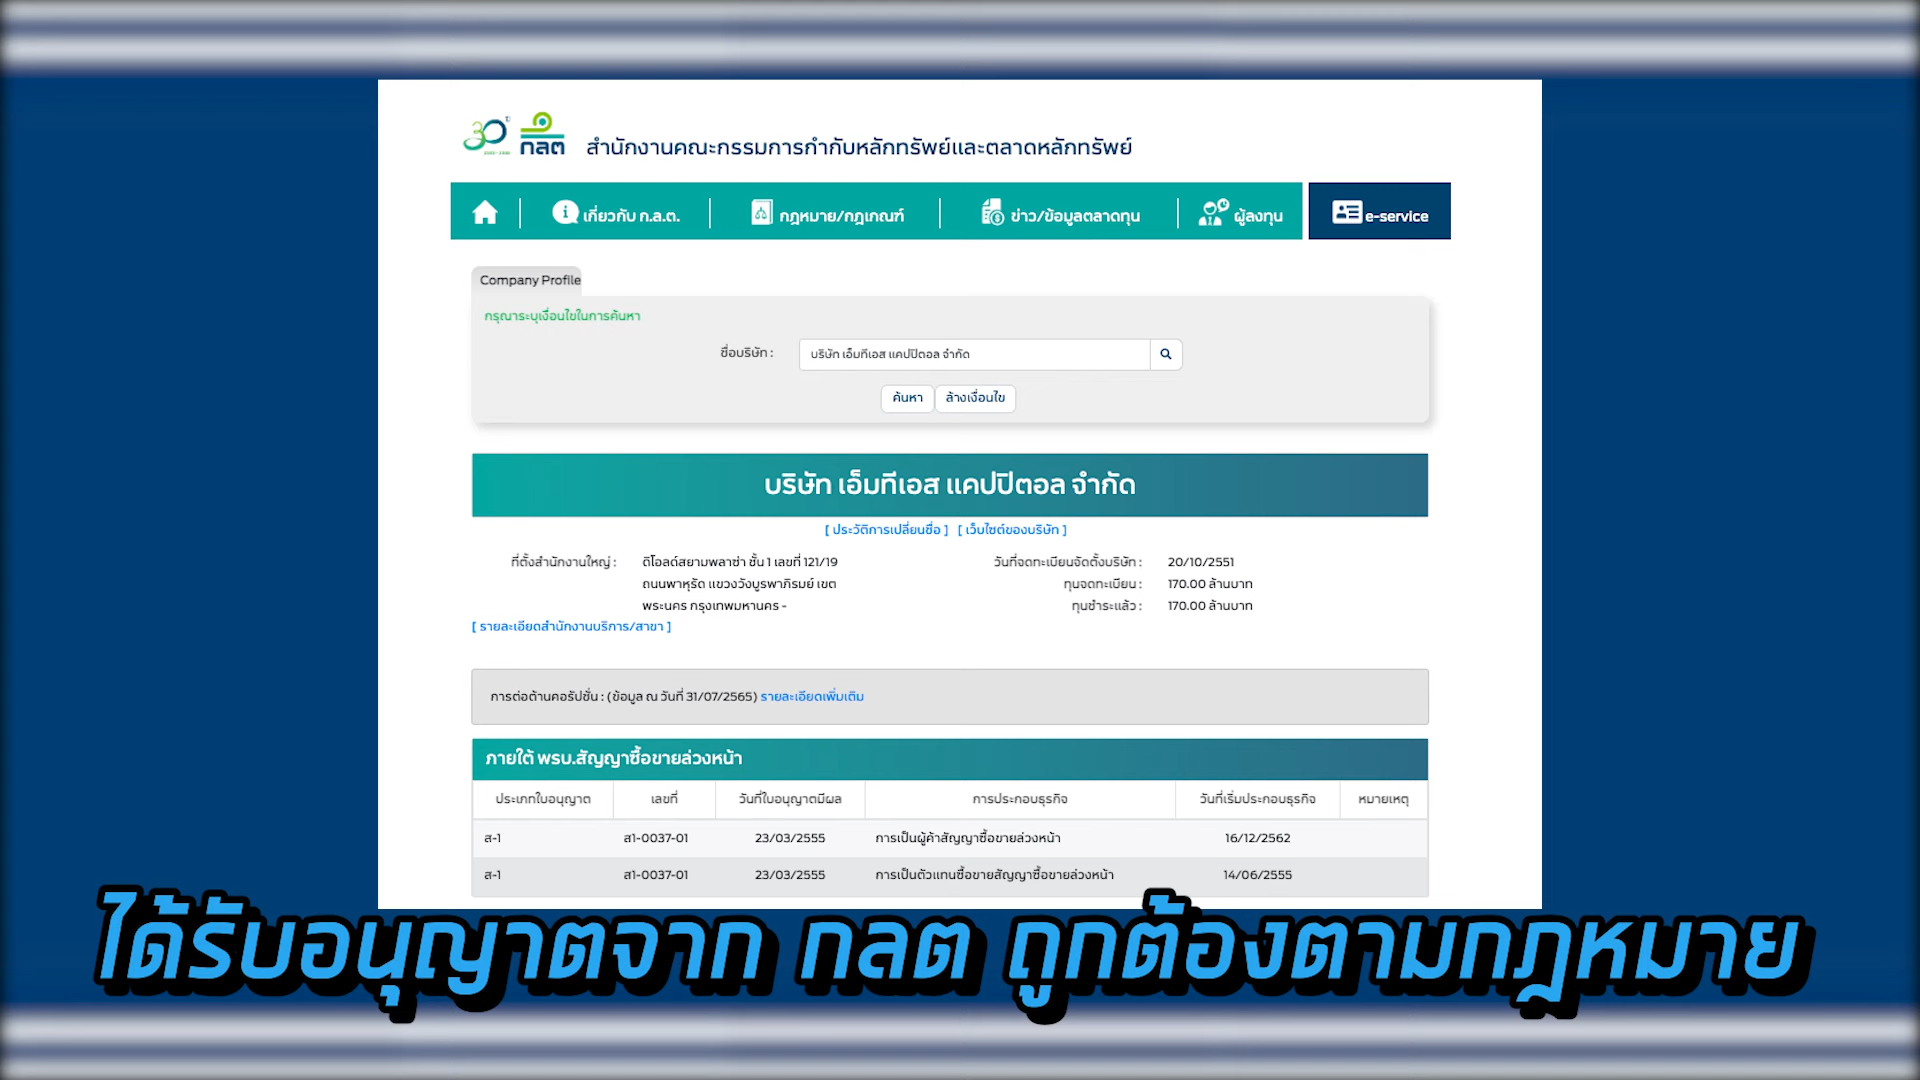 30 ปี
กลต สำนักงานคณะกรรมการกำกับหลักทรัพย์และตลาดหลักทรัพย์
เกี่ยวกับ ก.ล.ต. กฎหมาย/กฎเกณฑ์ ข่าว/ข้อมูลตลาดทุน ผู้ลงทุน e-service
Company Profile
กรุณาระบุเงื่อนไขในการค้นหา
ชื่อบริษัท : บริษัท เอ็มทีเอส แคปปิตอล จำกัด
ค้นหา ล้างเงื่อนไข
บริษัท เอ็มทีเอส แคปปิตอล จำกัด
[ ประวัติการเปลี่ยนชื่อ ] [ เว็บไซต์ของบริษัท ]
ที่ตั้งสำนักงานใหญ่ : ดิโอลด์สยามพลาซ่า ชั้น 1 เลขที่ 121/19 วันที่จดทะเบียนจัดตั้งบริษัท : 20/10/2551
ถนนพาหุรัด แขวงวังบูรพาภิรมย์ เขต ทุนจดทะเบียน : 170.00 ล้านบาท
พระนคร กรุงเทพมหานคร - ทุนชำระแล้ว : 170.00 ล้านบาท
[ รายละเอียดสำนักงานบริการ/สาขา ]
การต่อต้านคอรัปชั่น : (ข้อมูล ณ วันที่ 31/07/2565) รายละเอียดเพิ่มเติม
ภายใต้ พรบ.สัญญาซื้อขายล่วงหน้า
ประเภทใบอนุญาต เลขที่ วันที่ใบอนุญาตมีผล การประกอบธุรกิจ วันที่เริ่มประกอบธุรกิจ หมายเหตุ
ส-1 ส1-0037-01 23/03/2555 การเป็นผู้ค้าสัญญาซื้อขายล่วงหน้า 16/12/2562
ส-1 ส1-0037-01 23/03/2555 การเป็นตัวแทนซื้อขายสัญญาซื้อขายล่วงหน้า 14/06/2555
ได้รับอนุญาตจาก กลต ถูกต้องตามกฎหมาย